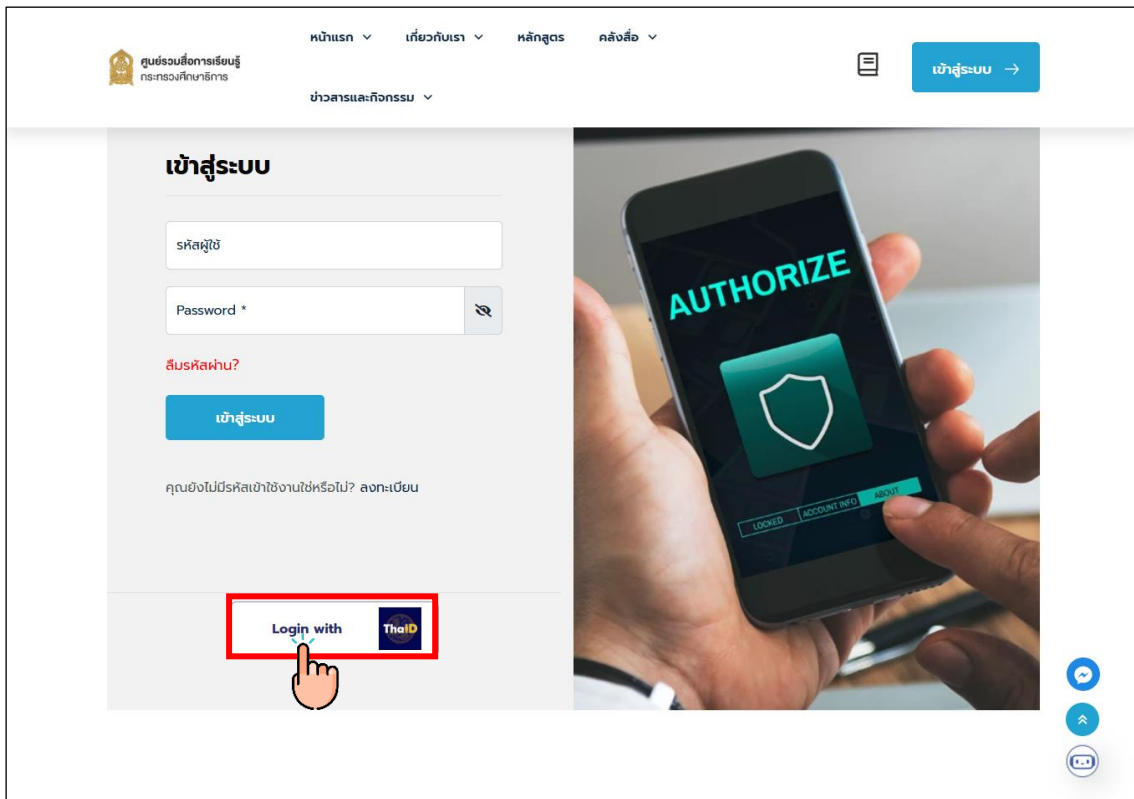 หน้าแรก เกี่ยวกับเรา หลักสูตร คลังสื่อ
ศูนย์รวมสื่อการเรียนรู้
กระทรวงศึกษาธิการ
เข้าสู่ระบบ →
ข่าวสารและกิจกรรม
เข้าสู่ระบบ
รหัสผู้ใช้
Password *
ลืมรหัสผ่าน?
เข้าสู่ระบบ
คุณยังไม่มีรหัสเข้าใช้งานใช่หรือไม่? ลงทะเบียน
Login with ThaID
AUTHORIZE
LOCKED ACCOUNT INFO ABOUT